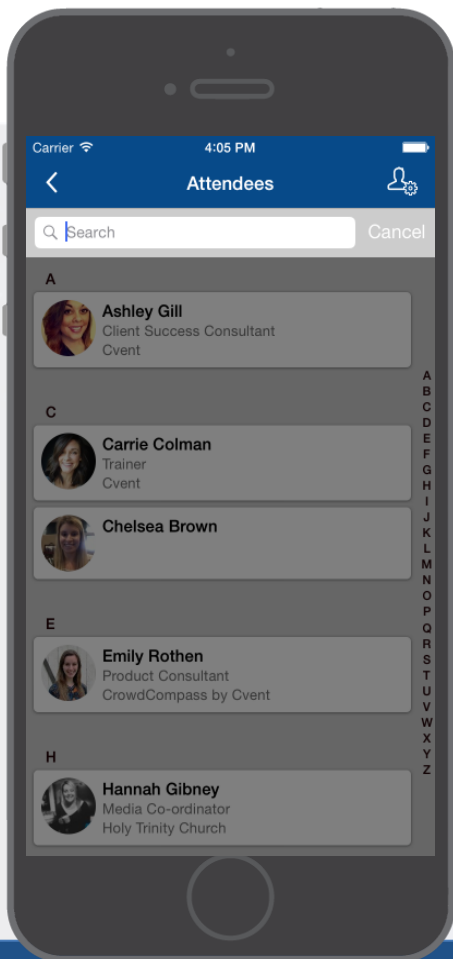 Carrier 4:05 PM
Attendees
Search Cancel
A
Ashley Gill
Client Success Consultant
Cvent
C
Carrie Colman
Trainer
Cvent
Chelsea Brown
E
Emily Rothen
Product Consultant
CrowdCompass by Cvent
H
Hannah Gibney
Media Co-ordinator
Holy Trinity Church
A
B
C
D
E
F
G
H
I
J
K
L
M
N
O
P
Q
R
S
T
U
V
W
X
Y
Z